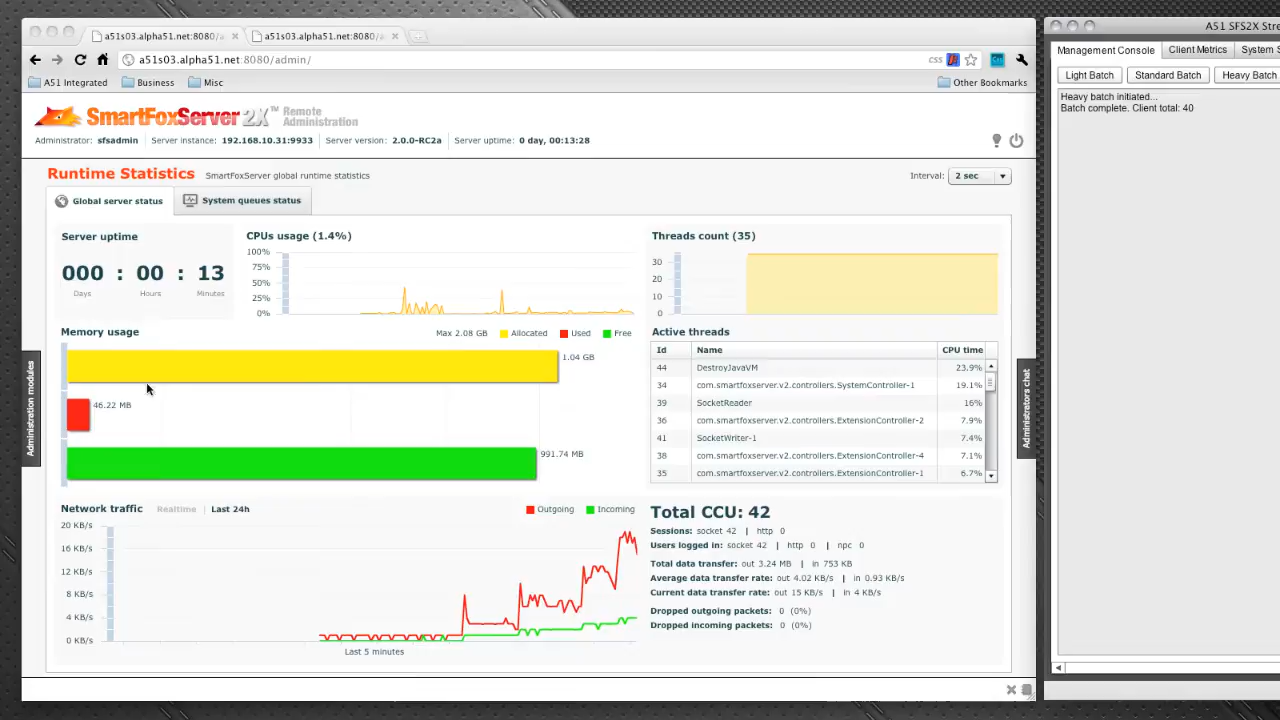 a51s03.alpha51.net:8080/
a51s03.alpha51.net:8080/
a51s03.alpha51.net:8080/admin/
css
A51 Integrated
Business
Misc
Other Bookmarks
SmartFoxServer 2X™ Remote Administration
Administrator: sfsadmin
Server instance: 192.168.10.31:9933
Server version: 2.0.0-RC2a
Server uptime: 0 day, 00:13:28
Runtime Statistics
SmartFoxServer global runtime statistics
Interval: 2 sec
Global server status
System queues status
Server uptime
000 : 00 : 13
Days Hours Minutes
CPUs usage (1.4%)
100%
75%
50%
25%
0%
Threads count (35)
30
20
10
0
Memory usage
Max 2.08 GB
Allocated
Used
Free
1.04 GB
46.22 MB
991.74 MB
Active threads
Id Name CPU time
44 DestroyJavaVM 23.9%
34 com.smartfoxserver.v2.controllers.SystemController-1 19.1%
39 SocketReader 16%
36 com.smartfoxserver.v2.controllers.ExtensionController-2 7.9%
41 SocketWriter-1 7.4%
38 com.smartfoxserver.v2.controllers.ExtensionController-4 7.1%
35 com.smartfoxserver.v2.controllers.ExtensionController-1 6.7%
Network traffic
Realtime
Last 24h
Outgoing
Incoming
20 KB/s
16 KB/s
12 KB/s
8 KB/s
4 KB/s
0 KB/s
Last 5 minutes
Total CCU: 42
Sessions: socket 42 | http 0
Users logged in: socket 42 | http 0 | npc 0
Total data transfer: out 3.24 MB | in 753 KB
Average data transfer rate: out 4.02 KB/s | in 0.93 KB/s
Current data transfer rate: out 15 KB/s | in 4 KB/s
Dropped outgoing packets: 0 (0%)
Dropped incoming packets: 0 (0%)
Administration modules
Administrators chat
A51 SFS2X Stre
Management Console
Client Metrics
System S
Light Batch
Standard Batch
Heavy Batch
Heavy batch initiated...
Batch complete. Client total: 40